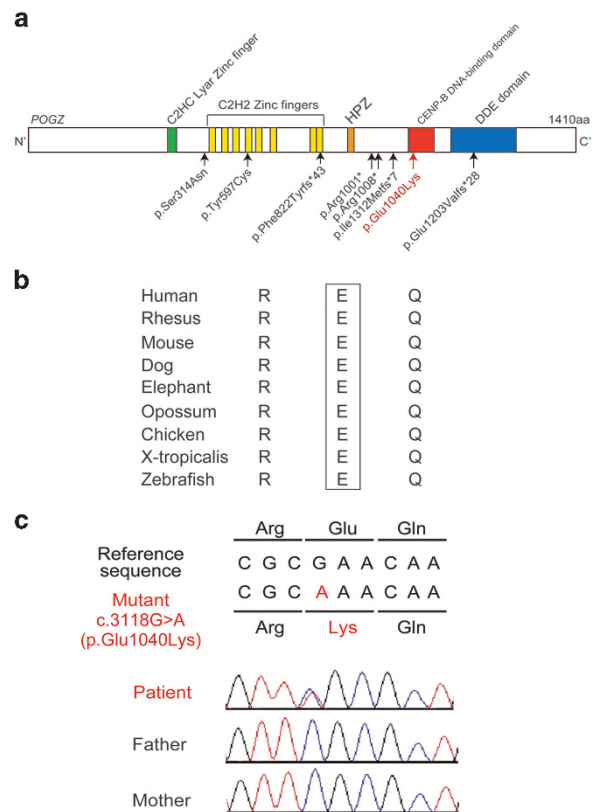 a
C2HC Lyar Zinc finger
C2H2 Zinc fingers
HPZ
CENP-B DNA-binding domain
DDE domain
POGZ
1410aa
N'
C'
p.Ser314Asn
p.Tyr597Cys
p.Phe822Tyrfs*43
p.Arg1001*
p.Arg1008*
p.Ile1312Metfs*7
p.Glu1040Lys
p.Glu1203Valfs*28
b
Human R E Q
Rhesus R E Q
Mouse R E Q
Dog R E Q
Elephant R E Q
Opossum R E Q
Chicken R E Q
X-tropicalis R E Q
Zebrafish R E Q
c
Arg Glu Gln
Reference sequence C G C G A A C A A
Mutant C G C A A A C A A
c.3118G>A
(p.Glu1040Lys)
Arg Lys Gln
Patient
Father
Mother